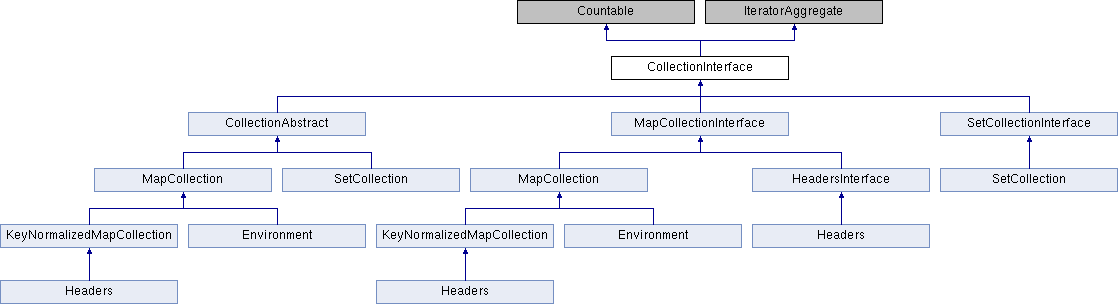 Countable
IteratorAggregate
CollectionInterface
CollectionAbstract
MapCollectionInterface
SetCollectionInterface
MapCollection
SetCollection
MapCollection
HeadersInterface
SetCollection
KeyNormalizedMapCollection
Environment
KeyNormalizedMapCollection
Environment
Headers
Headers
Headers